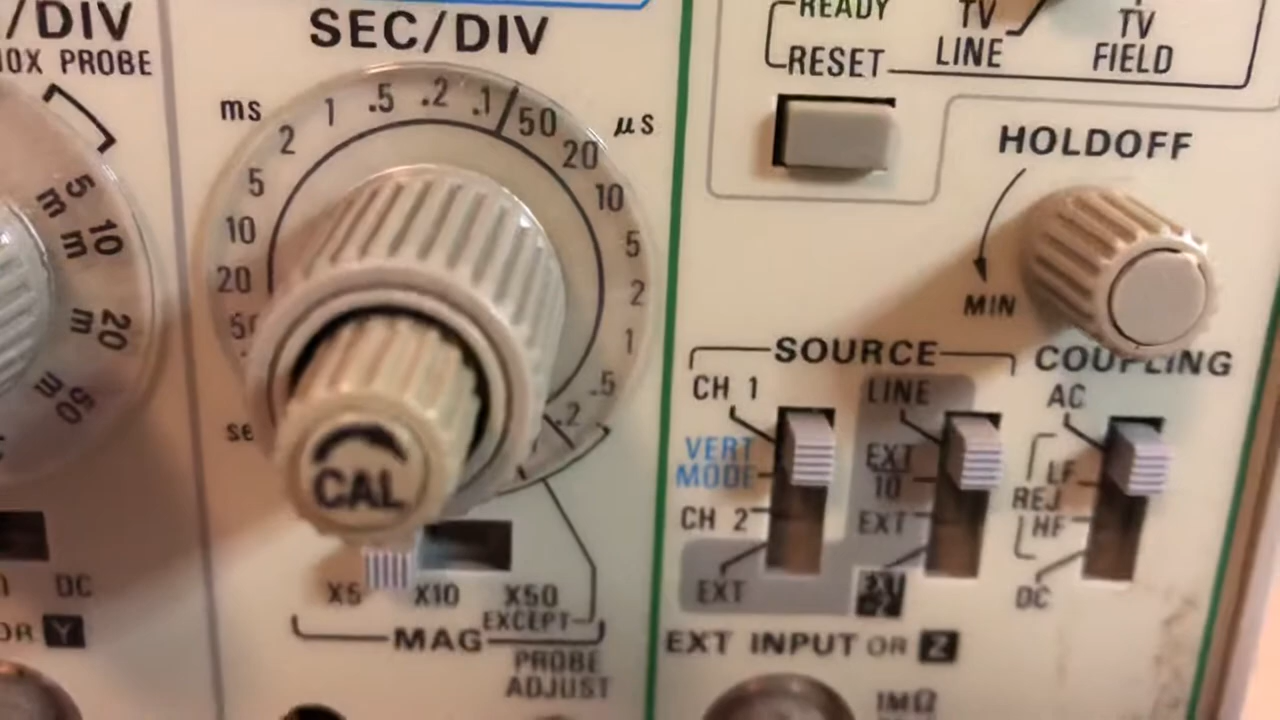 /DIV
10X PROBE
5
m
10
m
20
m
50
m
DC
OR Y
SEC/DIV
ms
2
1
.5
.2
.1
50
µs
20
10
5
2
1
.5
.2
5
10
20
CAL
X5
X10
X50
EXCEPT
MAG
PROBE
ADJUST
READY
RESET
TV
LINE
TV
FIELD
HOLDOFF
MIN
SOURCE
CH 1
VERT
MODE
CH 2
EXT
LINE
EXT
10
EXT
COUPLING
AC
LF
REJ
HF
DC
EXT INPUT OR Z
1MΩ